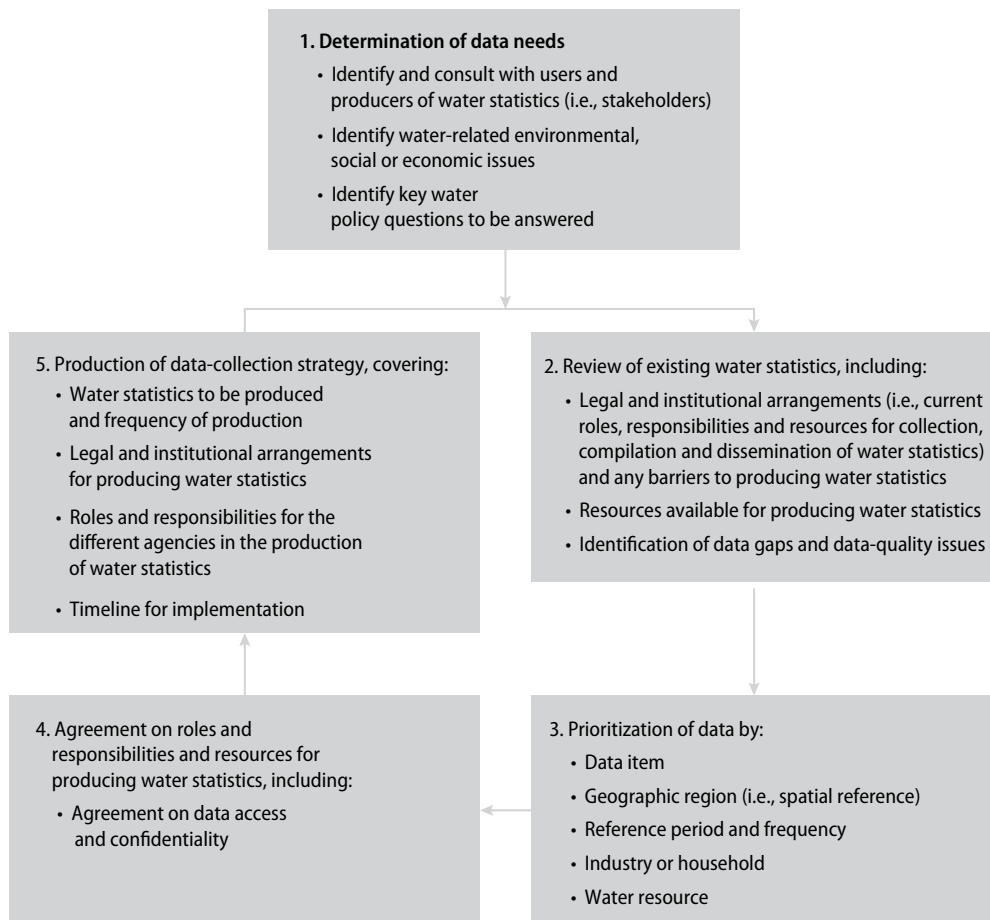 1. Determination of data needs
• Identify and consult with users and
producers of water statistics (i.e., stakeholders)
• Identify water-related environmental,
social or economic issues
• Identify key water
policy questions to be answered
2. Review of existing water statistics, including:
• Legal and institutional arrangements (i.e., current
roles, responsibilities and resources for collection,
compilation and dissemination of water statistics)
and any barriers to producing water statistics
• Resources available for producing water statistics
• Identification of data gaps and data-quality issues
3. Prioritization of data by:
• Data item
• Geographic region (i.e., spatial reference)
• Reference period and frequency
• Industry or household
• Water resource
4. Agreement on roles and
responsibilities and resources for
producing water statistics, including:
• Agreement on data access
and confidentiality
5. Production of data-collection strategy, covering:
• Water statistics to be produced
and frequency of production
• Legal and institutional arrangements
for producing water statistics
• Roles and responsibilities for the
different agencies in the production
of water statistics
• Timeline for implementation